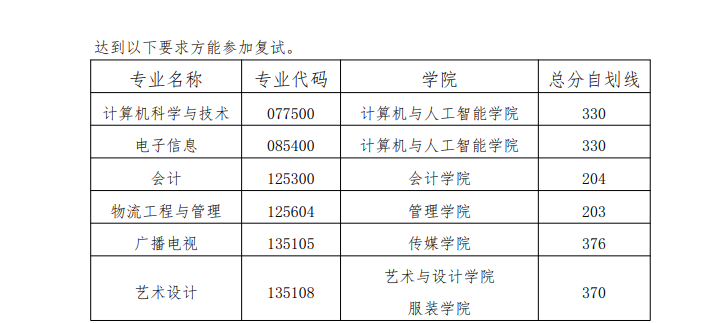 达到以下要求方能参加复试。
专业名称 专业代码 学院 总分自划线
计算机科学与技术 077500 计算机与人工智能学院 330
电子信息 085400 计算机与人工智能学院 330
会计 125300 会计学院 204
物流工程与管理 125604 管理学院 203
广播电视 135105 传媒学院 376
艺术设计 135108 艺术与设计学院 370
服装学院